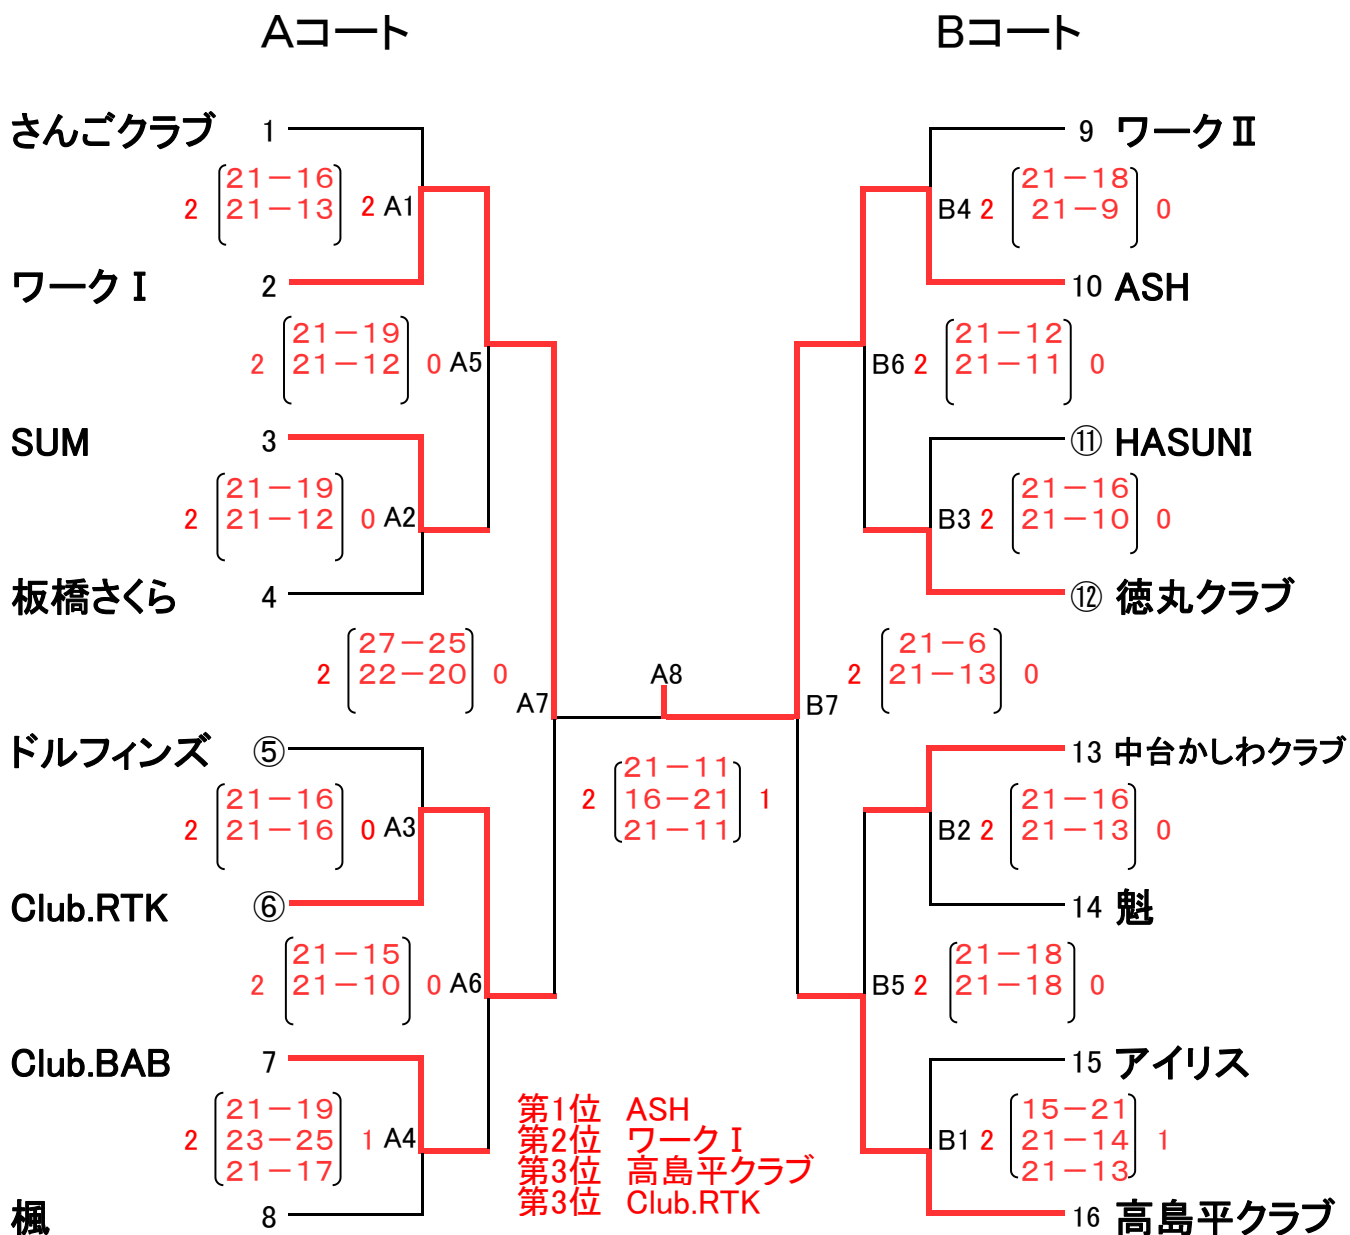 Aコート Bコート
さんごクラブ 1 9 ワークⅡ
21−16 21−18
2 21−13 2 A1 B4 2 21−9 0
ワークⅠ 2 10 ASH
21−19 21−12
2 21−12 0 A5 B6 2 21−11 0
SUM 3 ⑪ HASUNI
21−19 21−16
2 21−12 0 A2 B3 2 21−10 0
板橋さくら 4 ⑫ 徳丸クラブ
27−25 21−6
2 22−20 0 A8 2 21−13 0
A7 B7
ドルフィンズ ⑤ 13 中台かしわクラブ
21−11
21−16 2 16−21 1 21−16
2 21−16 0 A3 21−11 B2 2 21−13 0
Club.RTK ⑥ 14 魁
21−15 21−18
2 21−10 0 A6 B5 2 21−18 0
Club.BAB 7 15 アイリス
21−19 15−21
2 23−25 1 A4 B1 2 21−14 1
21−17 21−13
第1位 ASH
第2位 ワークⅠ
第3位 高島平クラブ
第3位 Club.RTK
楓 8 16 高島平クラブ